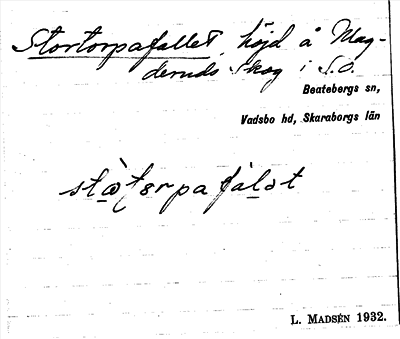 Stortorpafallet, höjd å Mag-
deruds skog i S.O.
Beatebergs sn,
Vadsbo hd, Skaraborgs län
L. MADSÉN 1932.